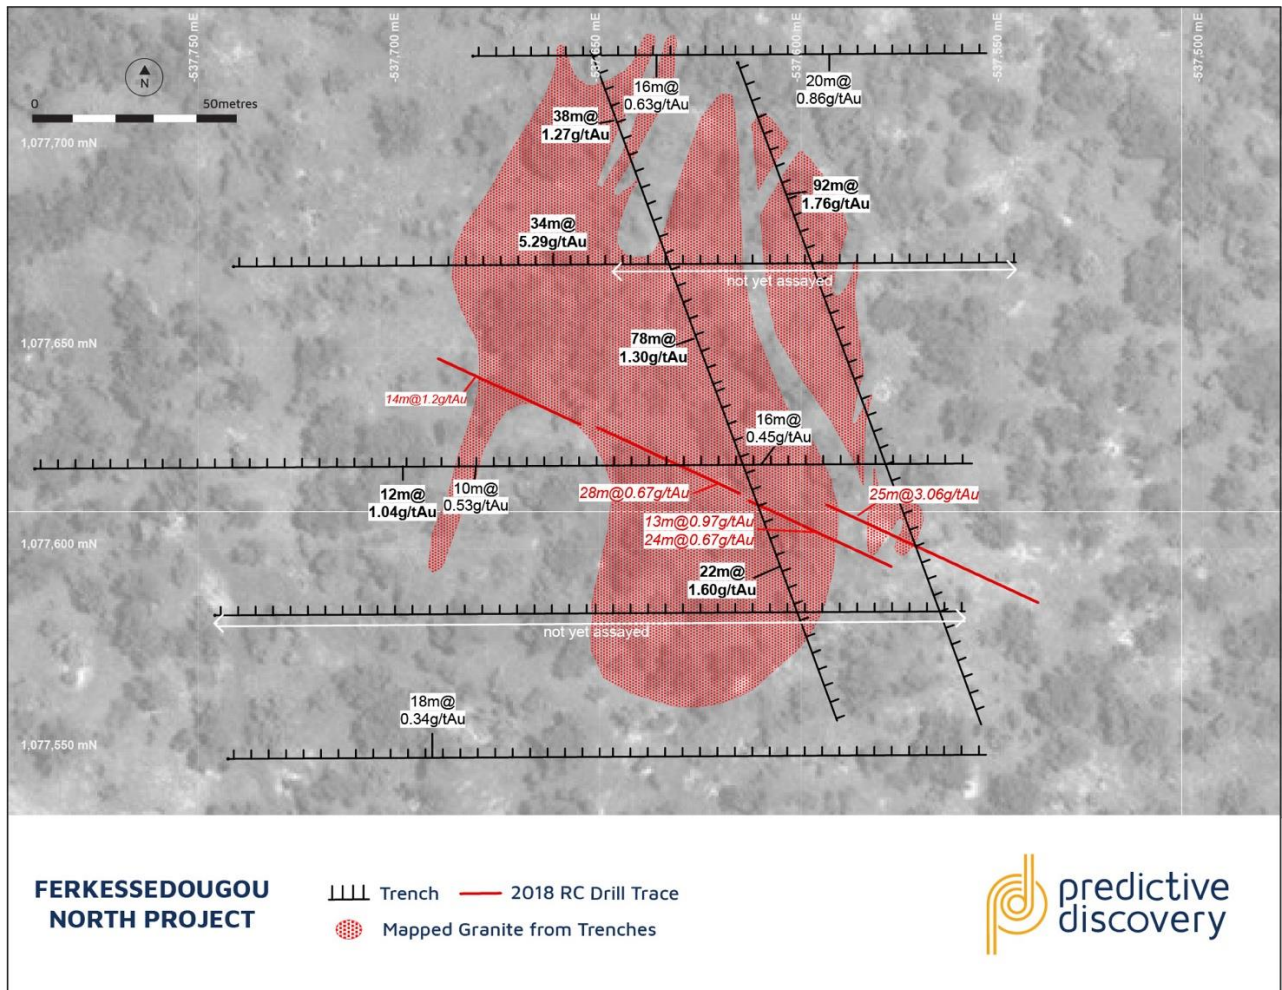 -537,750 mE
-537,700 mE
-537,650 mE
-537,600 mE
-537,550 mE
-537,500 mE
N
0 50metres
16m@
0.63g/tAu
20m@
0.86g/tAu
38m@
1.27g/tAu
1,077,700 mN
92m@
1.76g/tAu
34m@
5.29g/tAu
not yet assayed
1,077,650 mN
78m@
1.30g/tAu
14m@1.2g/tAu
16m@
0.45g/tAu
12m@
1.04g/tAu
10m@
0.53g/tAu
28m@0.67g/tAu
25m@3.06g/tAu
13m@0.97g/tAu
24m@0.67g/tAu
1,077,600 mN
22m@
1.60g/tAu
not yet assayed
18m@
0.34g/tAu
1,077,550 mN
FERKESSEDOUGOU
NORTH PROJECT
Trench
2018 RC Drill Trace
Mapped Granite from Trenches
predictive
discovery